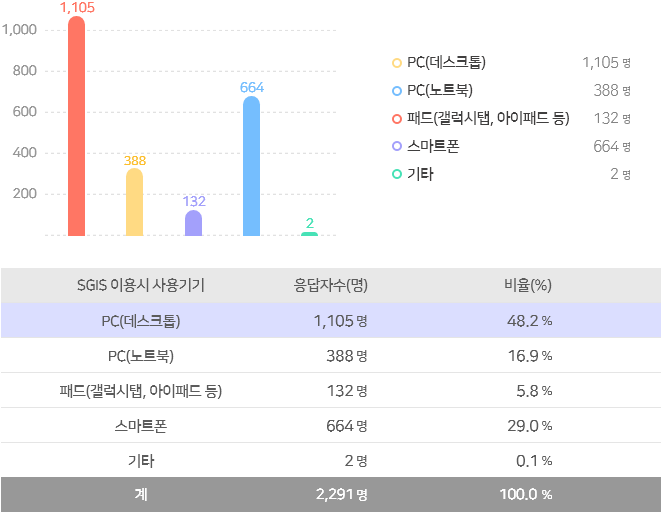 1,105
1,000
800
664
600
400
388
200
132
2
PC(데스크톱) 1,105 명
PC(노트북) 388 명
패드(갤럭시탭, 아이패드 등) 132 명
스마트폰 664 명
기타 2 명
SGIS 이용시 사용기기 응답자수(명) 비율(%)
PC(데스크톱) 1,105 명 48.2 %
PC(노트북) 388 명 16.9 %
패드(갤럭시탭, 아이패드 등) 132 명 5.8 %
스마트폰 664 명 29.0 %
기타 2 명 0.1 %
계 2,291 명 100.0 %